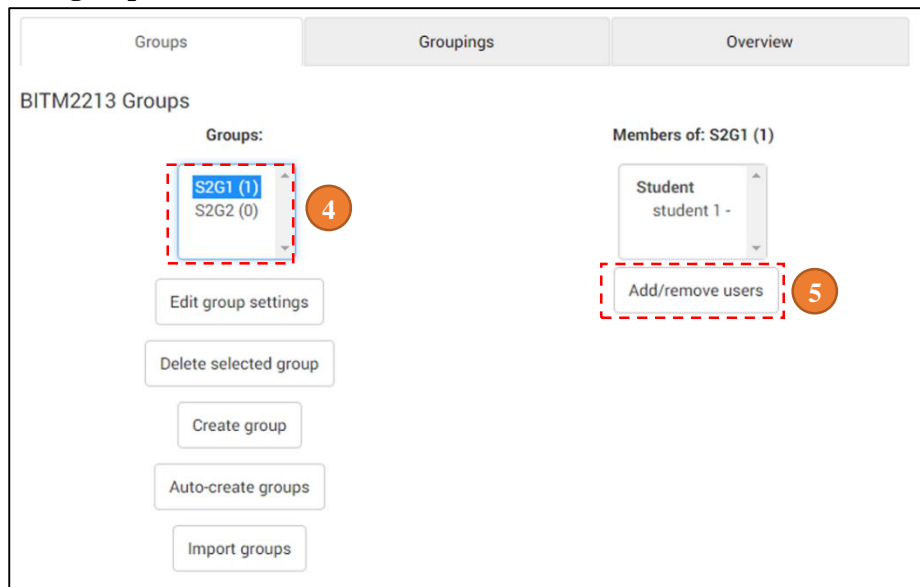 Groups
Groupings
Overview
BITM2213 Groups
Groups:
Members of: S2G1 (1)
S2G1 (1)
S2G2 (0)
4
Student
student 1 -
Add/remove users
5
Edit group settings
Delete selected group
Create group
Auto-create groups
Import groups